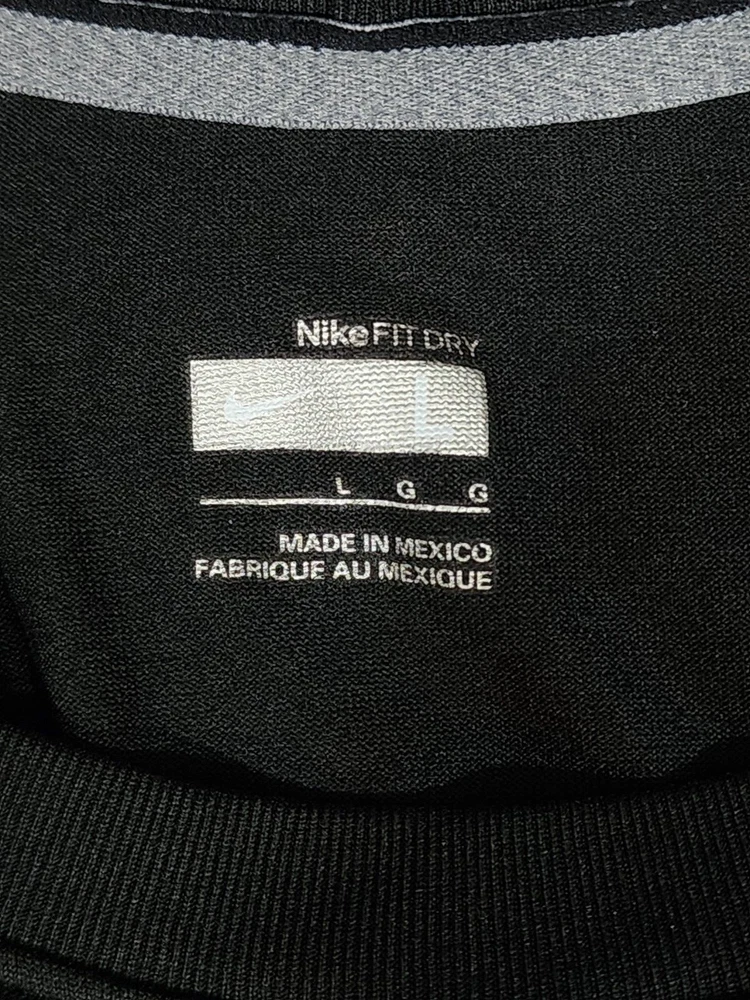 NikeFIT DRY
L
L G G
MADE IN MEXICO
FABRIQUE AU MEXIQUE